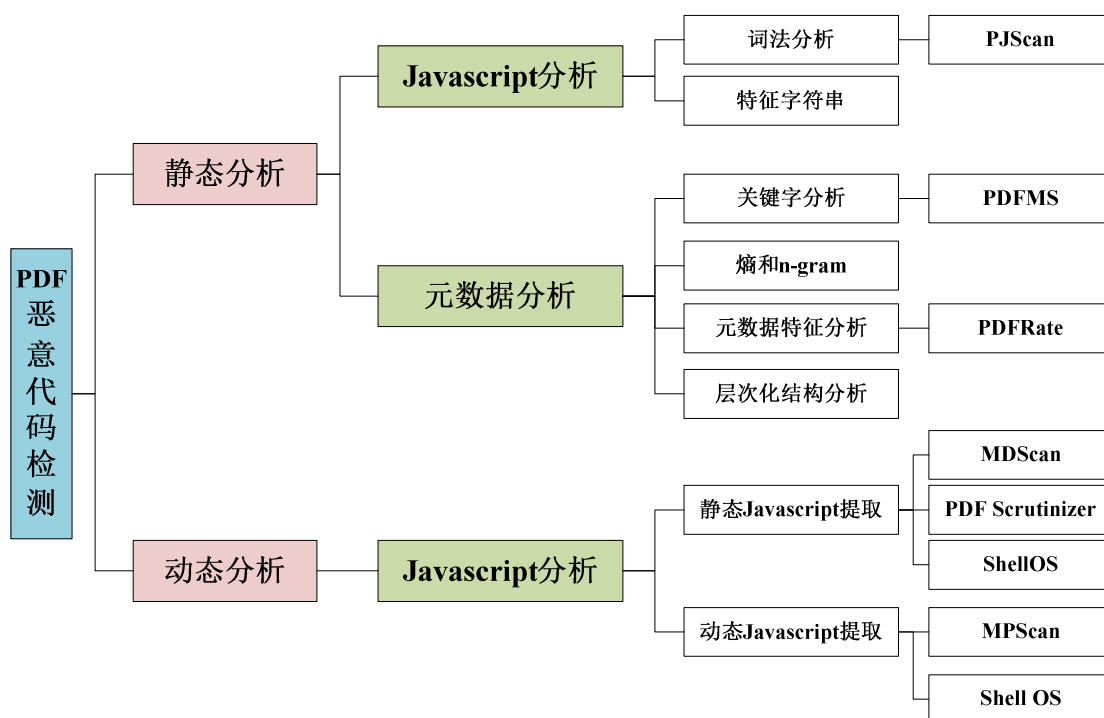 PDF
恶
意
代
码
检
测
静态分析
Javascript分析
词法分析
PJScan
特征字符串
元数据分析
关键字分析
PDFMS
熵和n-gram
元数据特征分析
PDFRate
层次化结构分析
动态分析
Javascript分析
静态Javascript提取
MDScan
PDF Scrutinizer
ShellOS
动态Javascript提取
MPScan
Shell OS